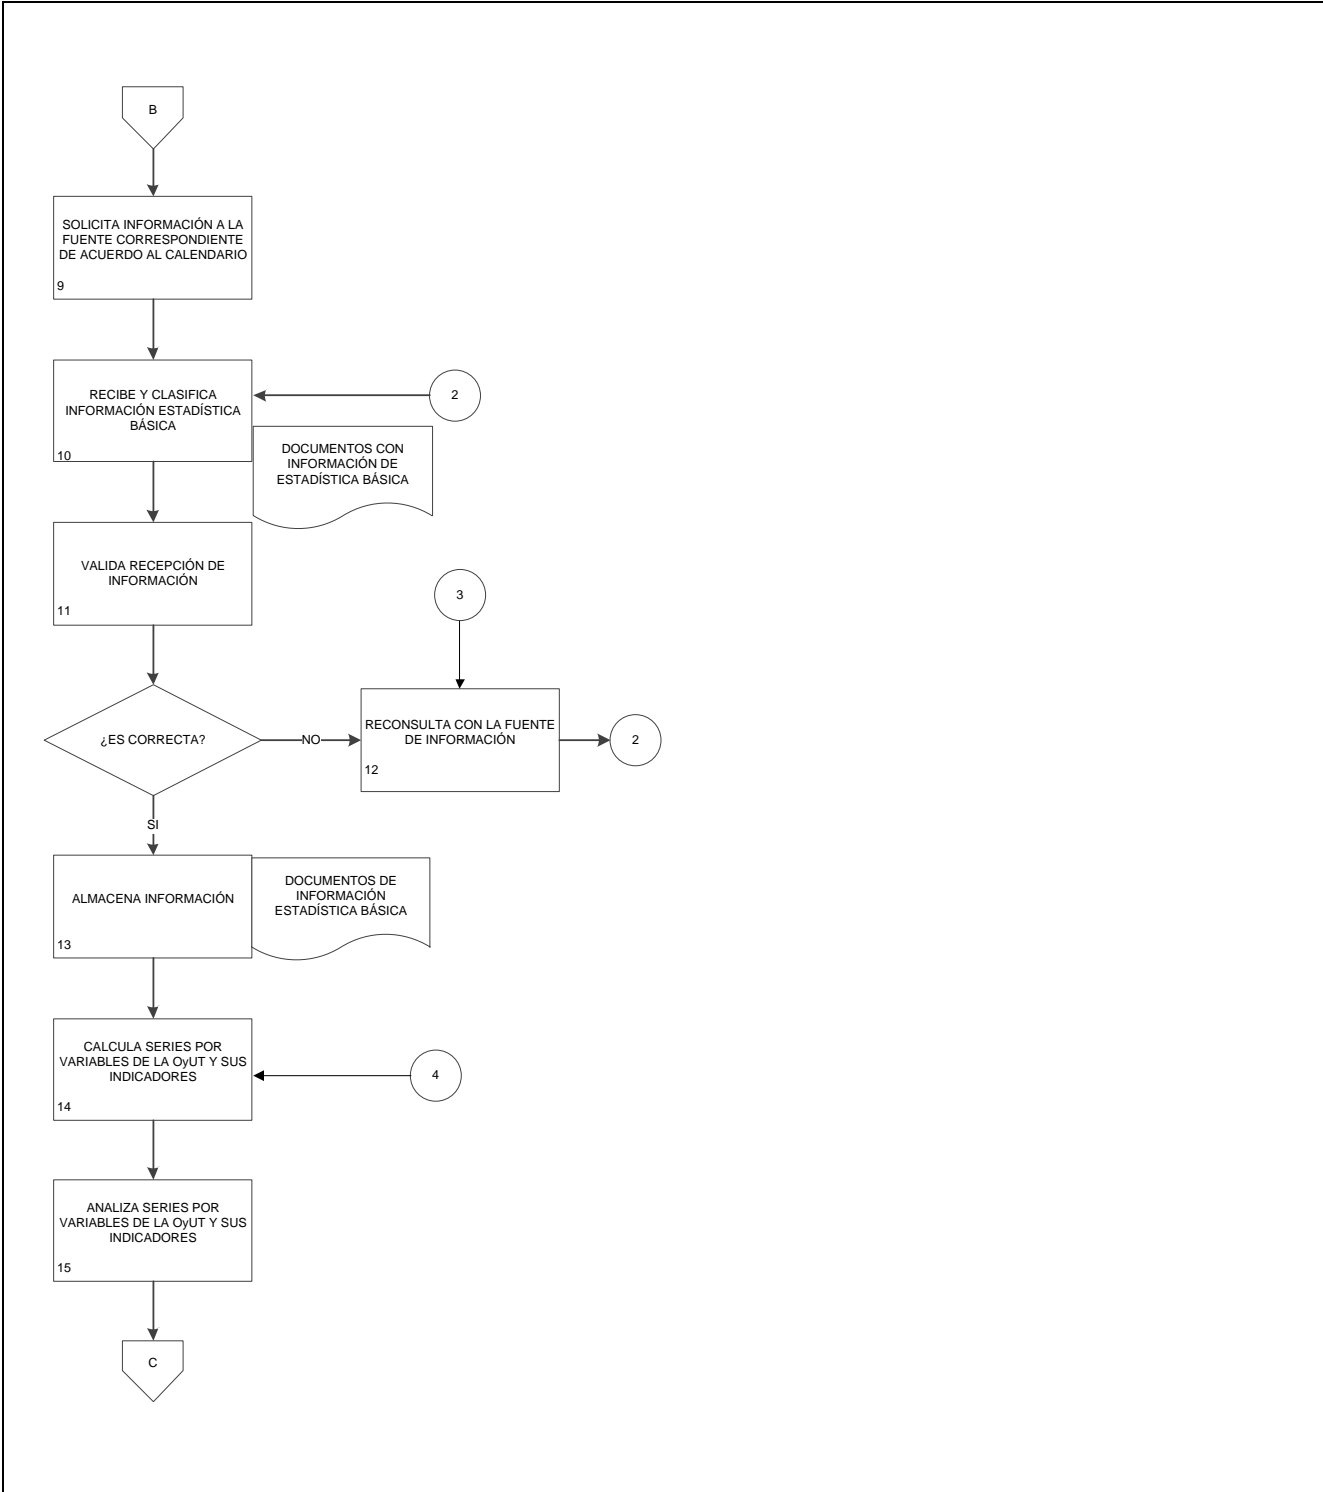 B
SOLICITA INFORMACIÓN A LA
FUENTE CORRESPONDIENTE
DE ACUERDO AL CALENDARIO
9
RECIBE Y CLASIFICA
INFORMACIÓN ESTADÍSTICA
BÁSICA
10
2
DOCUMENTOS CON
INFORMACIÓN DE
ESTADÍSTICA BÁSICA
VALIDA RECEPCIÓN DE
INFORMACIÓN
11
3
¿ES CORRECTA?
NO
RECONSULTA CON LA FUENTE
DE INFORMACIÓN
12
2
SI
ALMACENA INFORMACIÓN
13
DOCUMENTOS DE
INFORMACIÓN
ESTADÍSTICA BÁSICA
CALCULA SERIES POR
VARIABLES DE LA OyUT Y SUS
INDICADORES
14
4
ANALIZA SERIES POR
VARIABLES DE LA OyUT Y SUS
INDICADORES
15
C